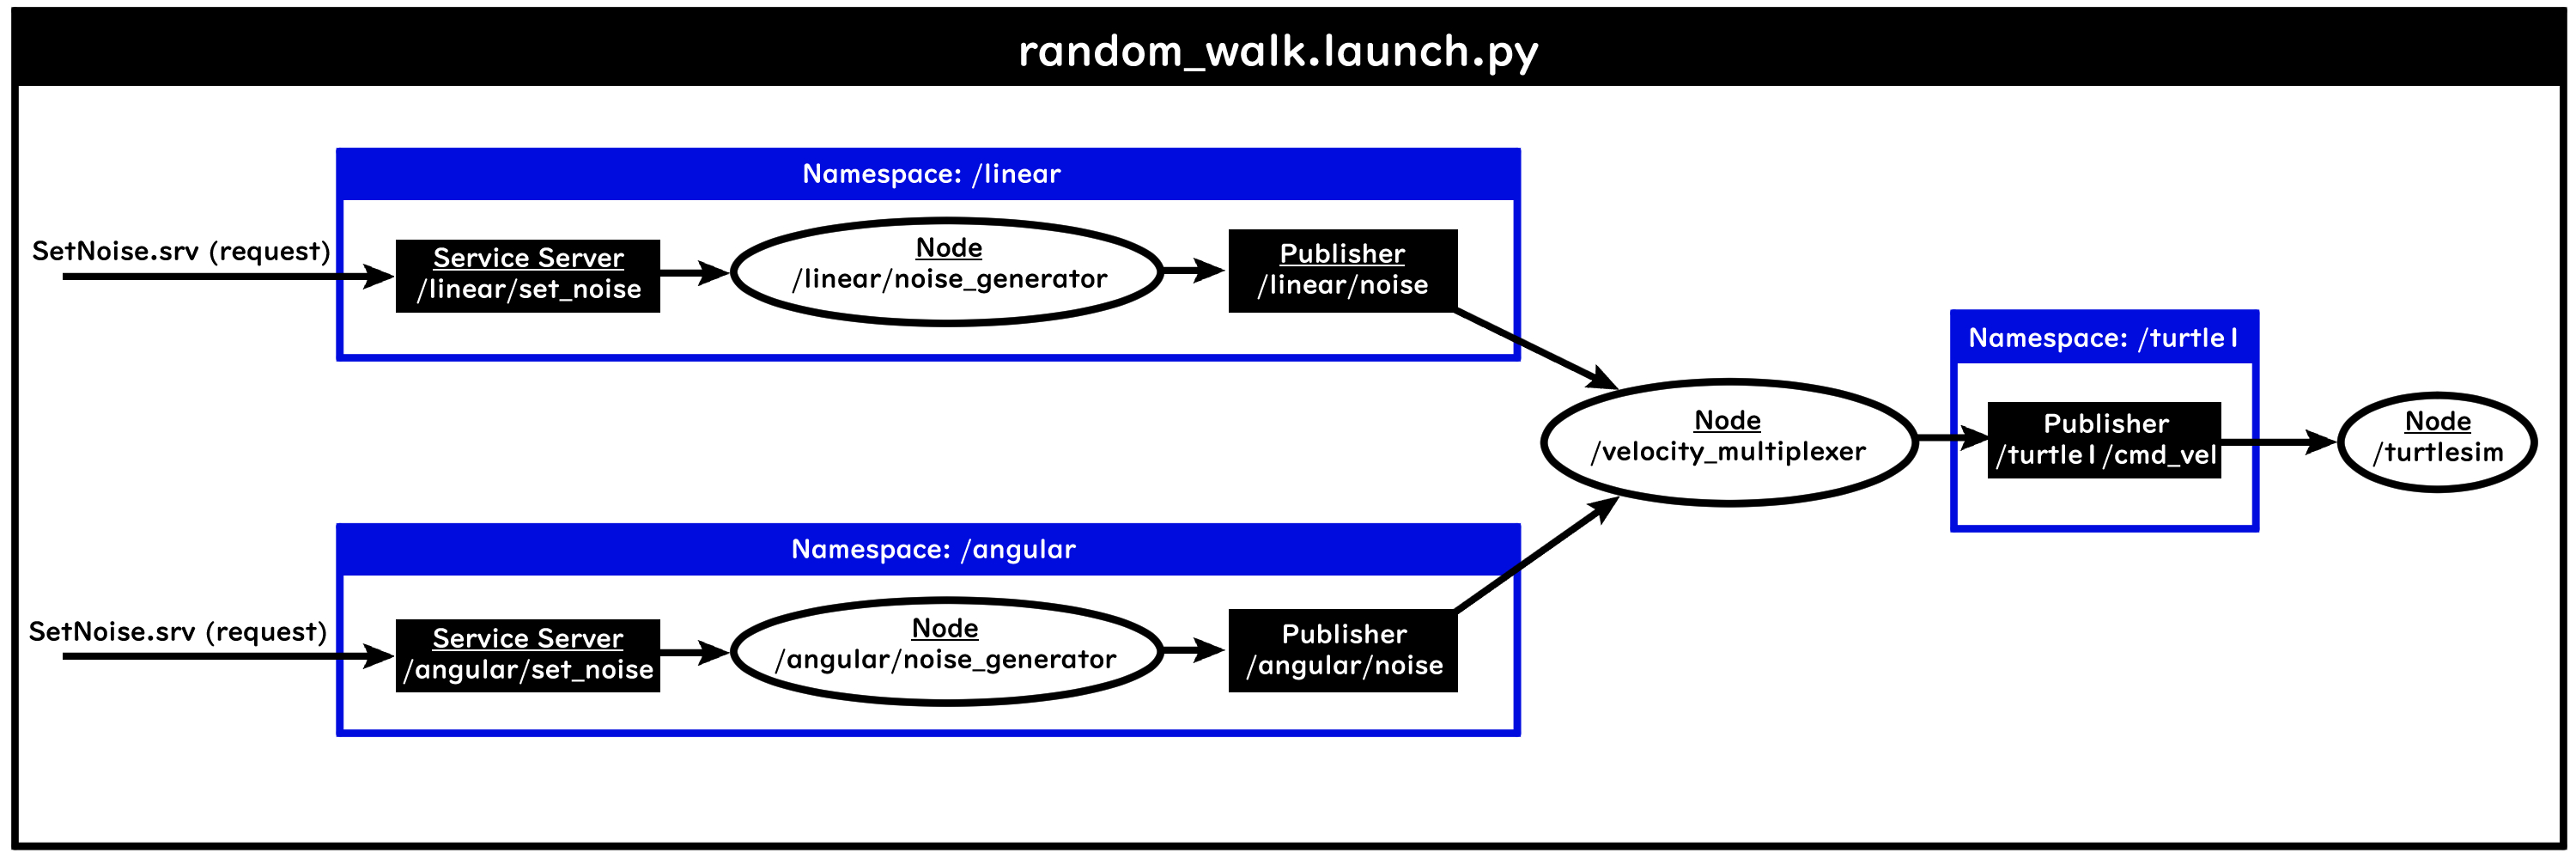 random_walk.launch.py
Namespace: /linear
SetNoise.srv (request)
Service Server
/linear/set_noise
Node
/linear/noise_generator
Publisher
/linear/noise
Namespace: /turtle1
Node
/velocity_multiplexer
Publisher
/turtle1/cmd_vel
Node
/turtlesim
Namespace: /angular
SetNoise.srv (request)
Service Server
/angular/set_noise
Node
/angular/noise_generator
Publisher
/angular/noise